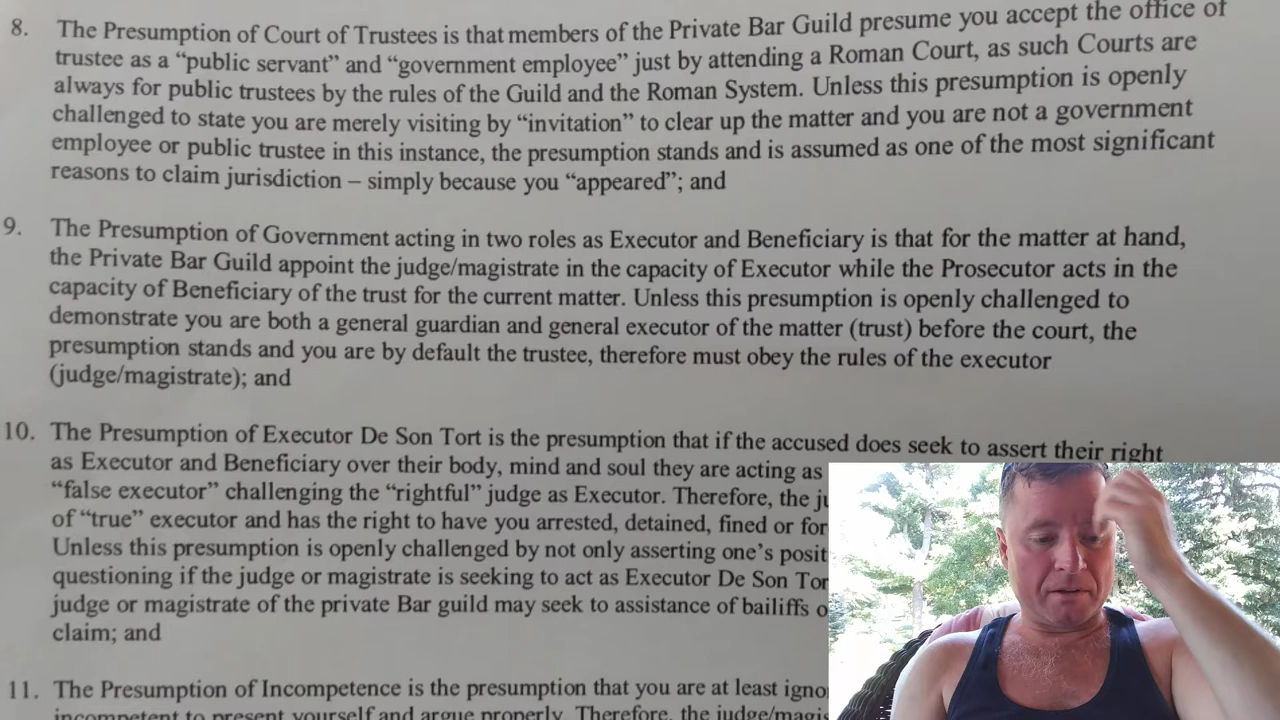 8. The Presumption of Court of Trustees is that members of the Private Bar Guild presume you accept the office of
trustee as a “public servant” and “government employee” just by attending a Roman Court, as such Courts are
always for public trustees by the rules of the Guild and the Roman System. Unless this presumption is openly
challenged to state you are merely visiting by “invitation” to clear up the matter and you are not a government
employee or public trustee in this instance, the presumption stands and is assumed as one of the most significant
reasons to claim jurisdiction – simply because you “appeared”; and
9. The Presumption of Government acting in two roles as Executor and Beneficiary is that for the matter at hand,
the Private Bar Guild appoint the judge/magistrate in the capacity of Executor while the Prosecutor acts in the
capacity of Beneficiary of the trust for the current matter. Unless this presumption is openly challenged to
demonstrate you are both a general guardian and general executor of the matter (trust) before the court, the
presumption stands and you are by default the trustee, therefore must obey the rules of the executor
(judge/magistrate); and
10. The Presumption of Executor De Son Tort is the presumption that if the accused does seek to assert their right
as Executor and Beneficiary over their body, mind and soul they are acting as
“false executor” challenging the “rightful” judge as Executor. Therefore, the
of “true” executor and has the right to have you arrested, detained, fined or
Unless this presumption is openly challenged by not only asserting one’s
questioning if the judge or magistrate is seeking to act as Executor De Son
judge or magistrate of the private Bar guild may seek to assistance of bailiffs
claim; and
11. The Presumption of Incompetence is the presumption that you are at least
incompetent to present yourself and argue properly. Therefore, the